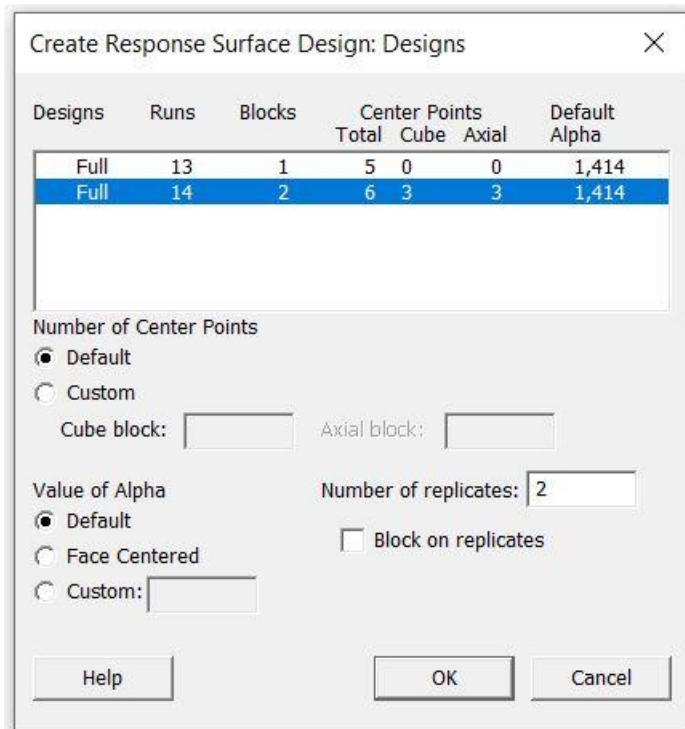 Create Response Surface Design: Designs
Designs Runs Blocks Center Points Default
Total Cube Axial Alpha
Full 13 1 5 0 0 1,414
Full 14 2 6 3 3 1,414
Number of Center Points
Default
Custom
Cube block: Axial block:
Value of Alpha Number of replicates: 2
Default
Block on replicates
Face Centered
Custom:
Help OK Cancel